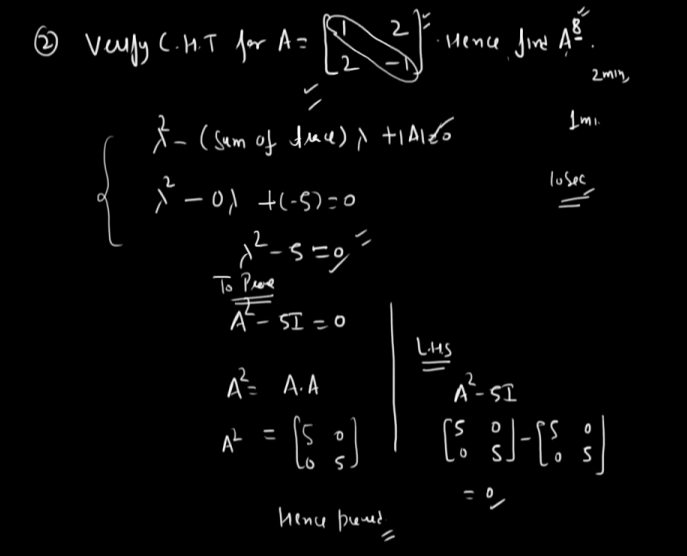 ② Verify C.H.T for A = [1 2; 2 -1]. Hence find A⁸.
2min
λ² - (sum of trace) λ + |A| = 0
1mi.
λ² - 0λ + (-5) = 0
10sec
λ² - 5 = 0
To Prove
A² - 5I = 0
A² = A.A
A² = [5 0; 0 5]
Hence proved
LHS
A² - 5I
[5 0; 0 5] - [5 0; 0 5]
= 0